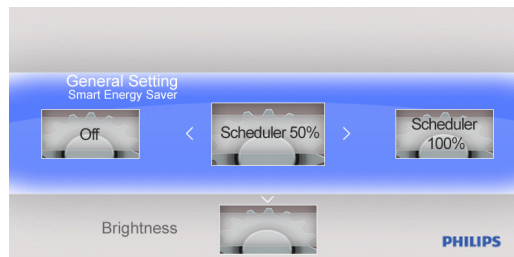 General Setting
Smart Energy Saver
Off
Scheduler 50%
Scheduler
100%
Brightness
PHILIPS